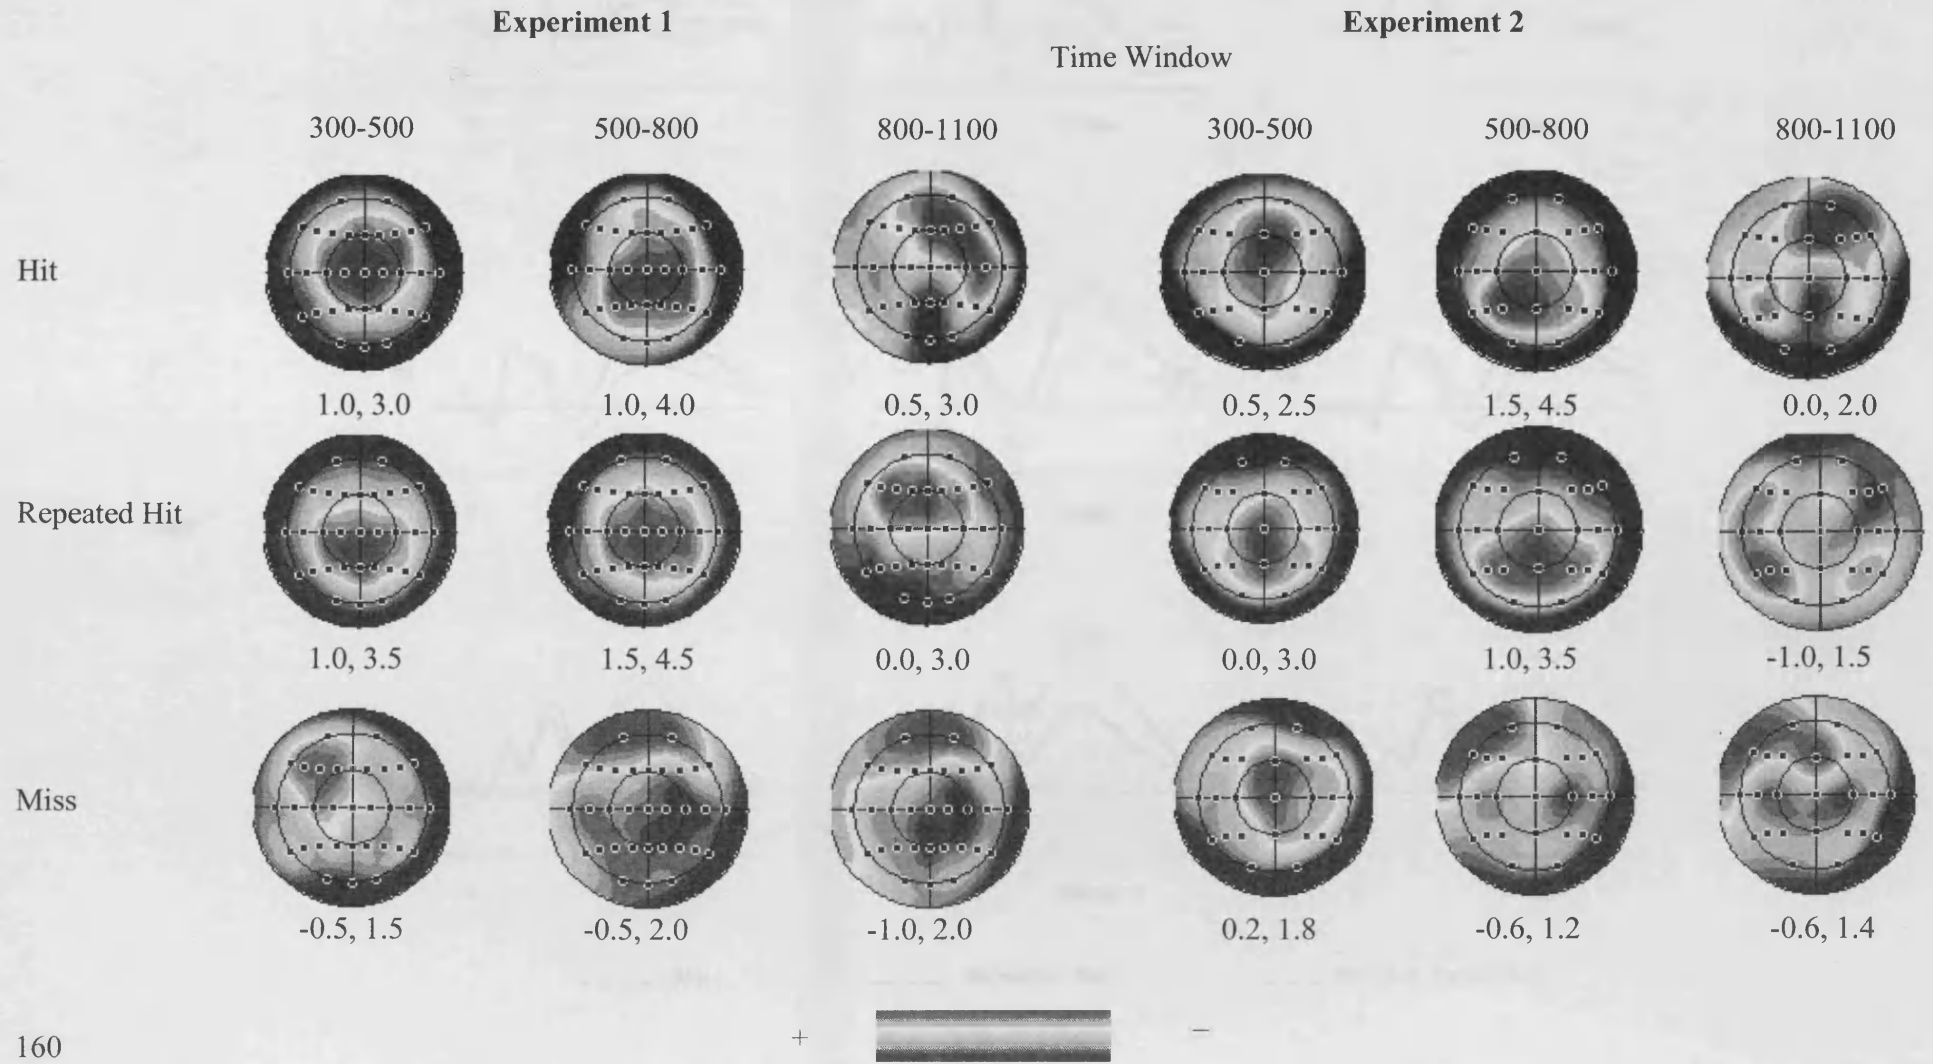 Experiment 1 Experiment 2
Time Window
300-500 500-800 800-1100 300-500 500-800 800-1100
Hit
1.0, 3.0 1.0, 4.0 0.5, 3.0 0.5, 2.5 1.5, 4.5 0.0, 2.0
Repeated Hit
1.0, 3.5 1.5, 4.5 0.0, 3.0 0.0, 3.0 1.0, 3.5 -1.0, 1.5
Miss
-0.5, 1.5 -0.5, 2.0 -1.0, 2.0 0.2, 1.8 -0.6, 1.2 -0.6, 1.4
160 + −